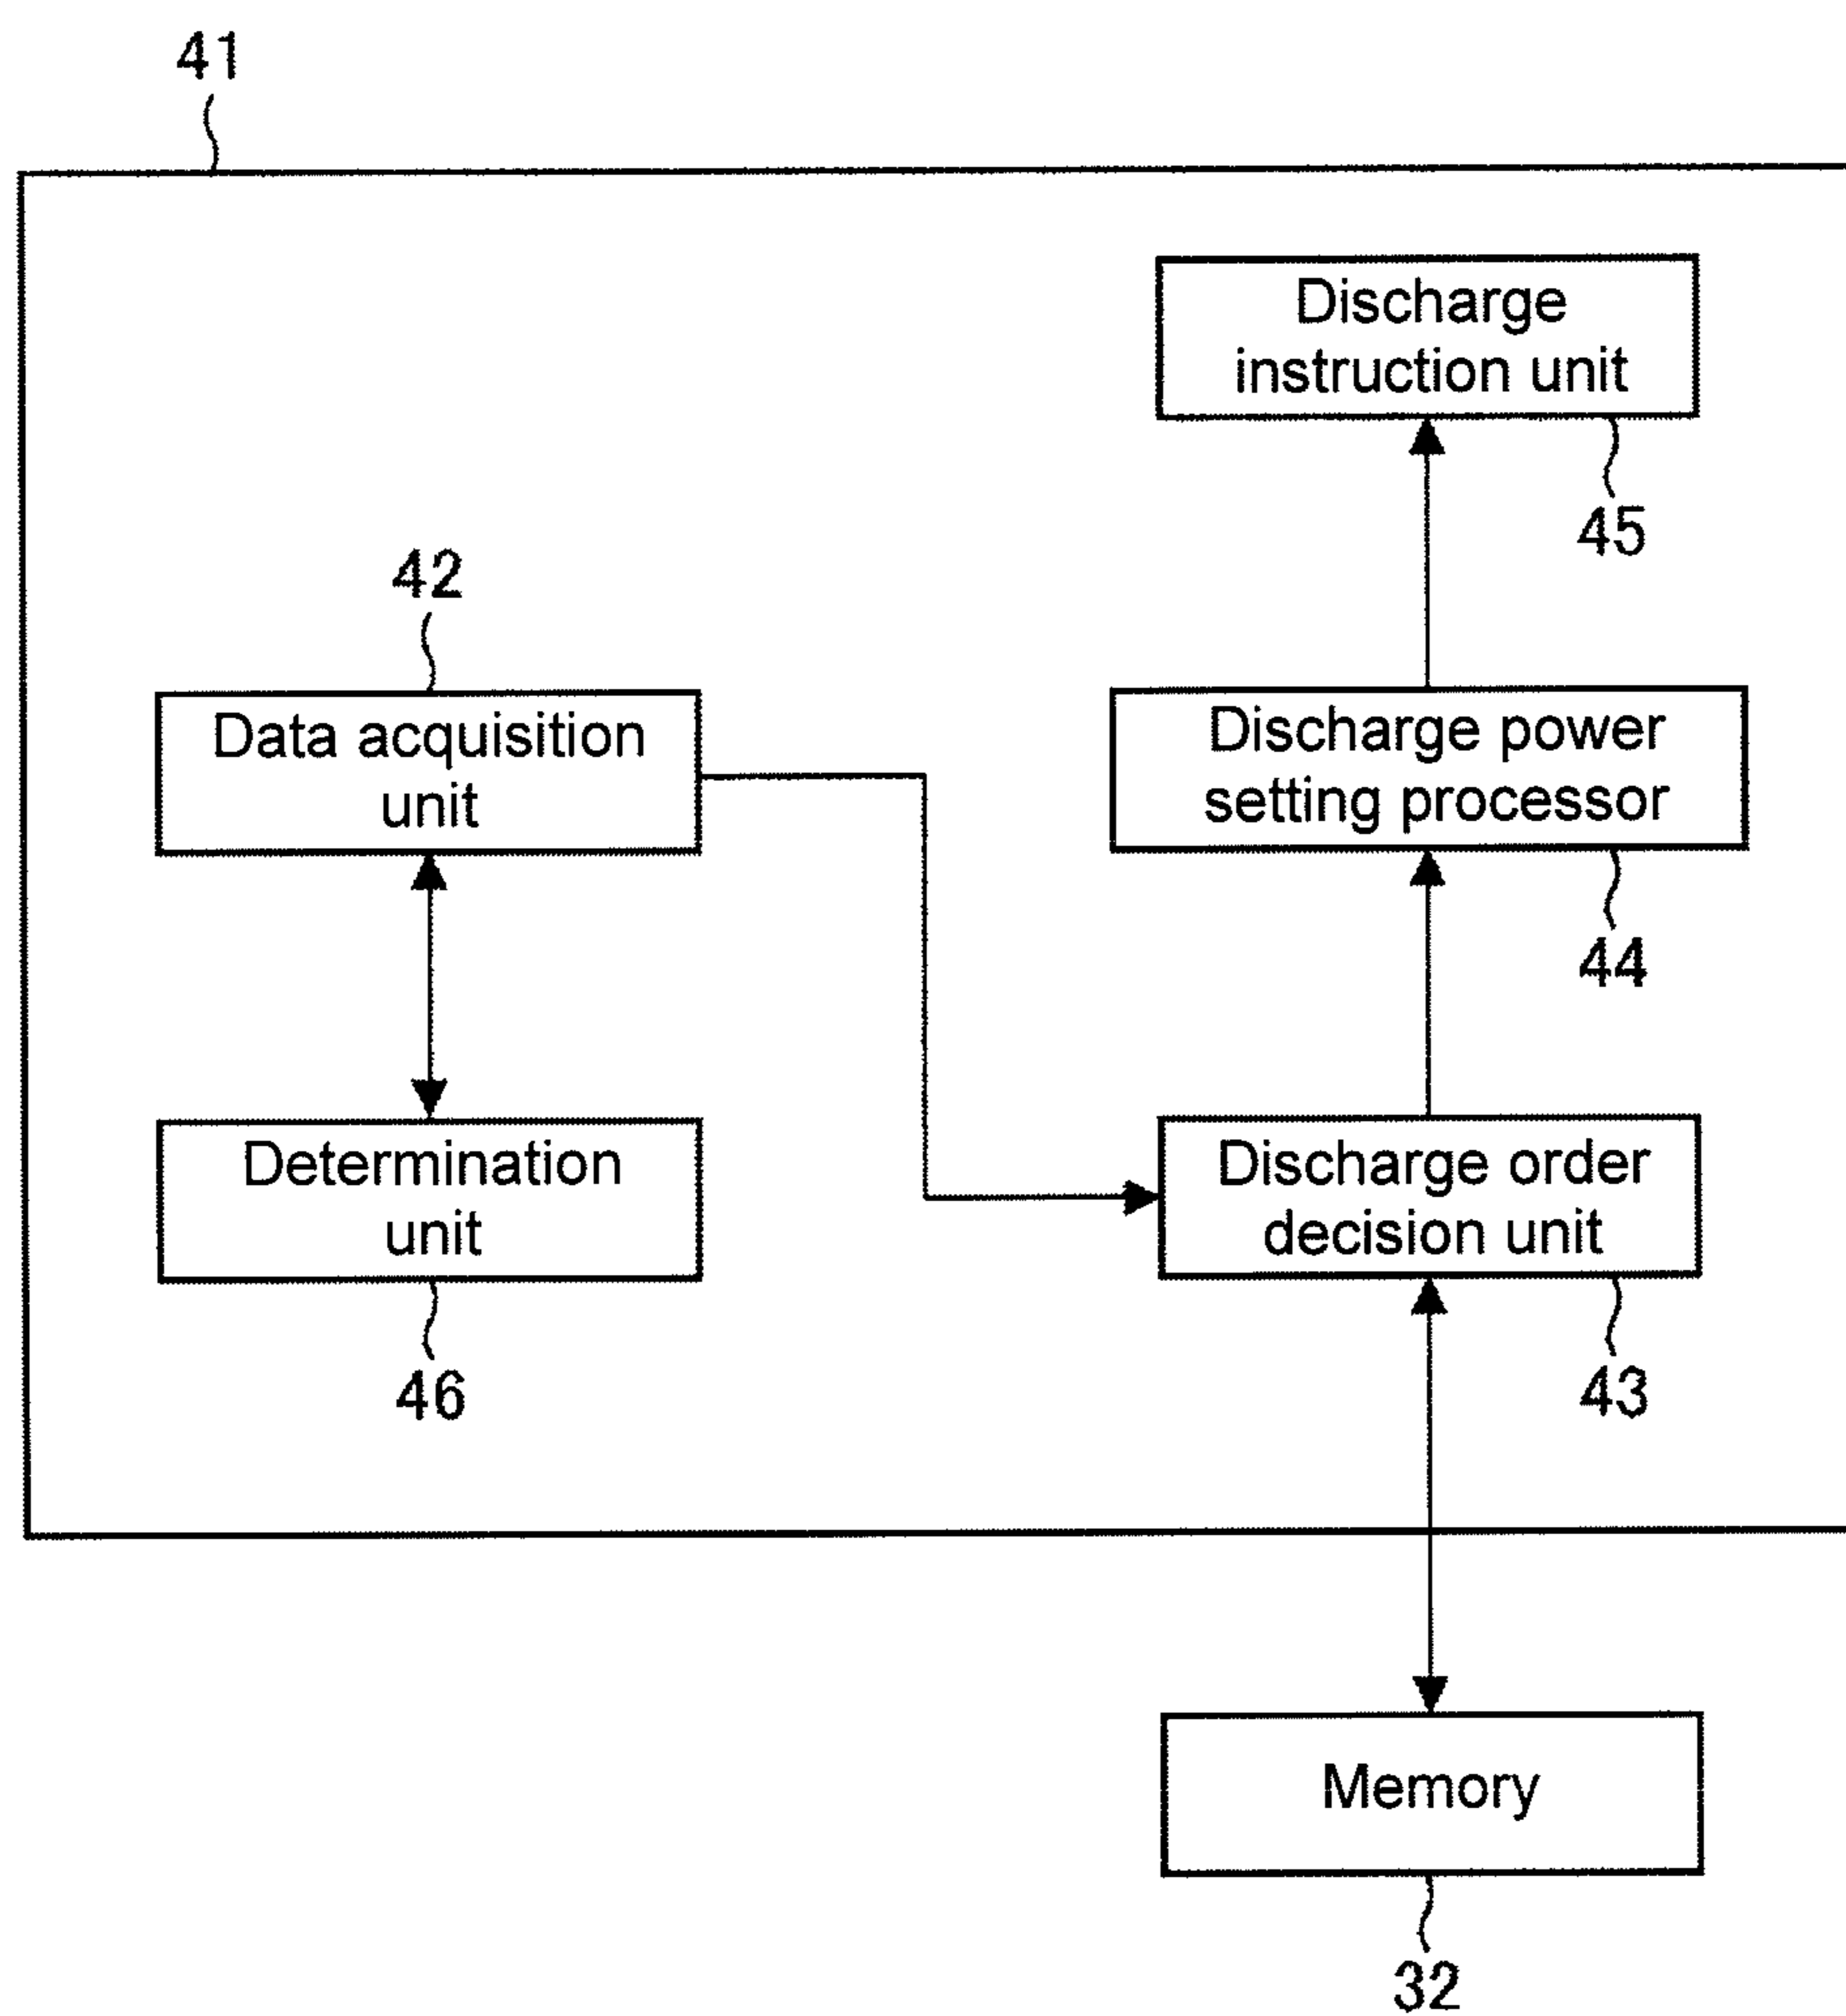 41
Discharge
instruction unit
45
42
Data acquisition
unit
Discharge power
setting processor
44
Determination
unit
46
Discharge order
decision unit
43
Memory
32